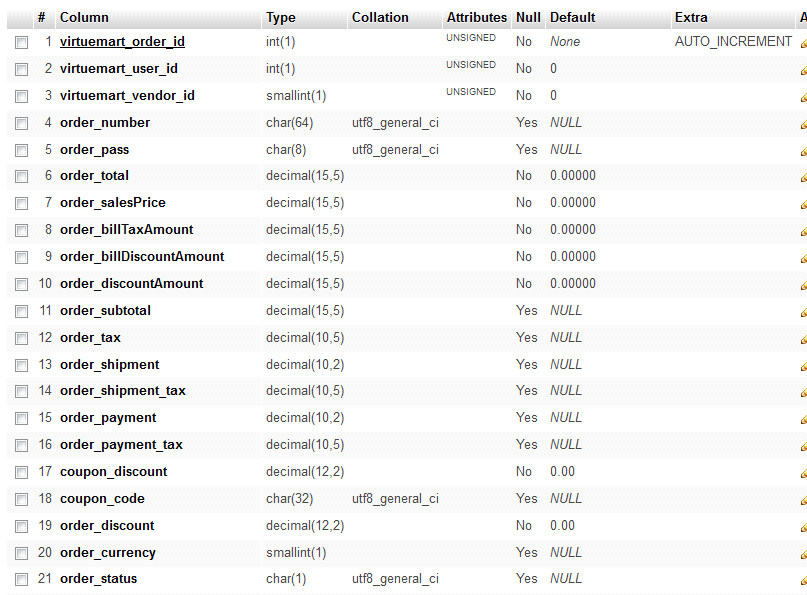 # Column Type Collation Attributes Null Default Extra A
1 virtuemart_order_id int(1) UNSIGNED No None AUTO_INCREMENT
2 virtuemart_user_id int(1) UNSIGNED No 0
3 virtuemart_vendor_id smallint(1) UNSIGNED No 0
4 order_number char(64) utf8_general_ci Yes NULL
5 order_pass char(8) utf8_general_ci Yes NULL
6 order_total decimal(15,5) No 0.00000
7 order_salesPrice decimal(15,5) No 0.00000
8 order_billTaxAmount decimal(15,5) No 0.00000
9 order_billDiscountAmount decimal(15,5) No 0.00000
10 order_discountAmount decimal(15,5) No 0.00000
11 order_subtotal decimal(15,5) Yes NULL
12 order_tax decimal(10,5) Yes NULL
13 order_shipment decimal(10,2) Yes NULL
14 order_shipment_tax decimal(10,5) Yes NULL
15 order_payment decimal(10,2) Yes NULL
16 order_payment_tax decimal(10,5) Yes NULL
17 coupon_discount decimal(12,2) No 0.00
18 coupon_code char(32) utf8_general_ci Yes NULL
19 order_discount decimal(12,2) No 0.00
20 order_currency smallint(1) Yes NULL
21 order_status char(1) utf8_general_ci Yes NULL